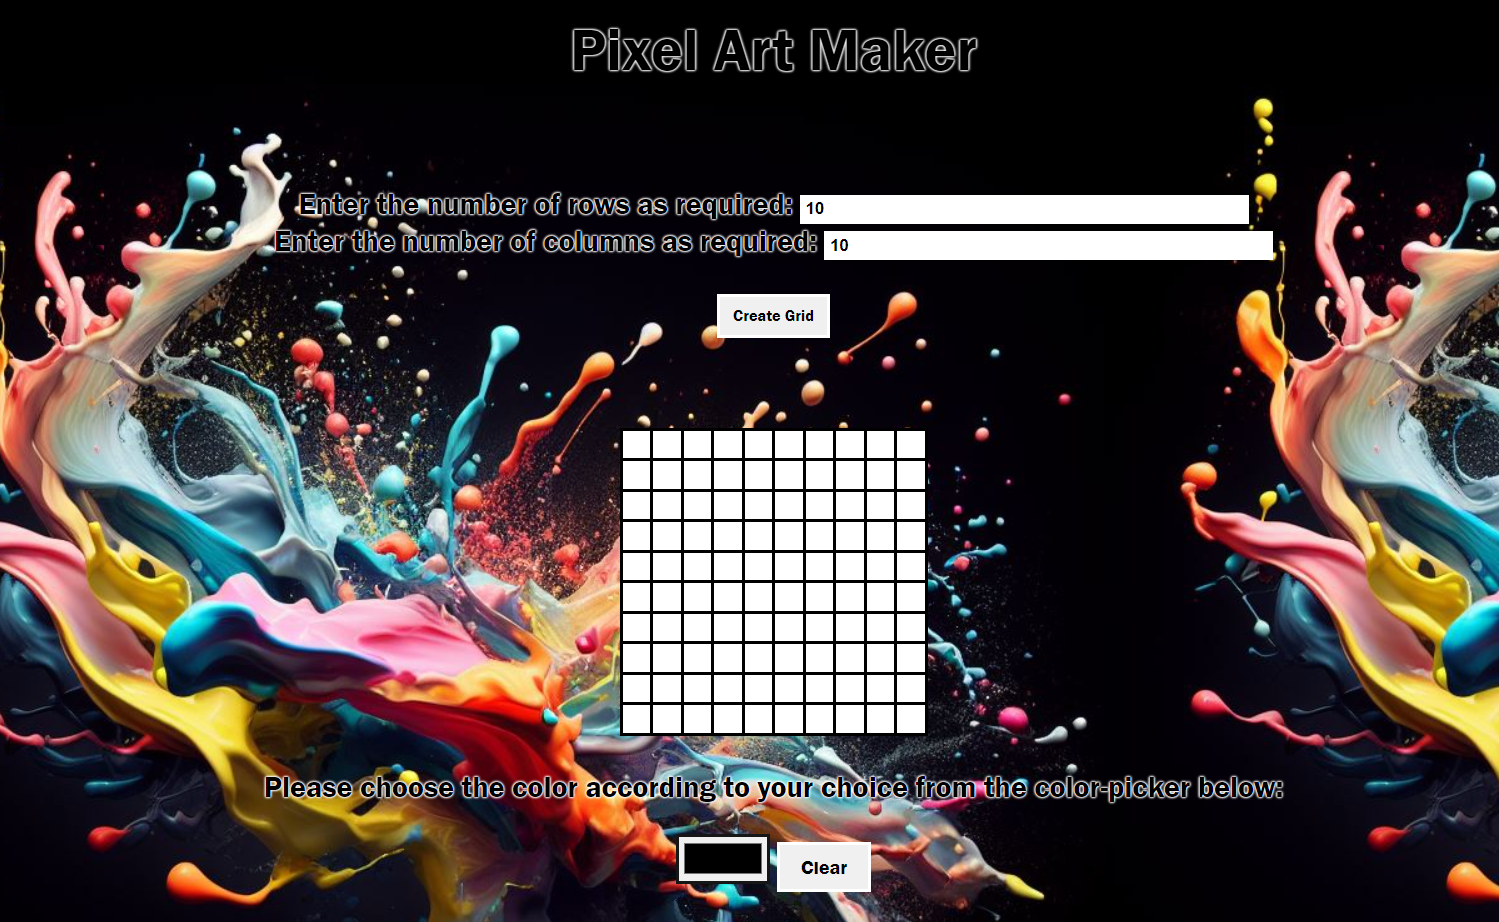 Pixel Art Maker
Enter the number of rows as required: 10
Enter the number of columns as required: 10
Create Grid
Please choose the color according to your choice from the color-picker below:
Clear